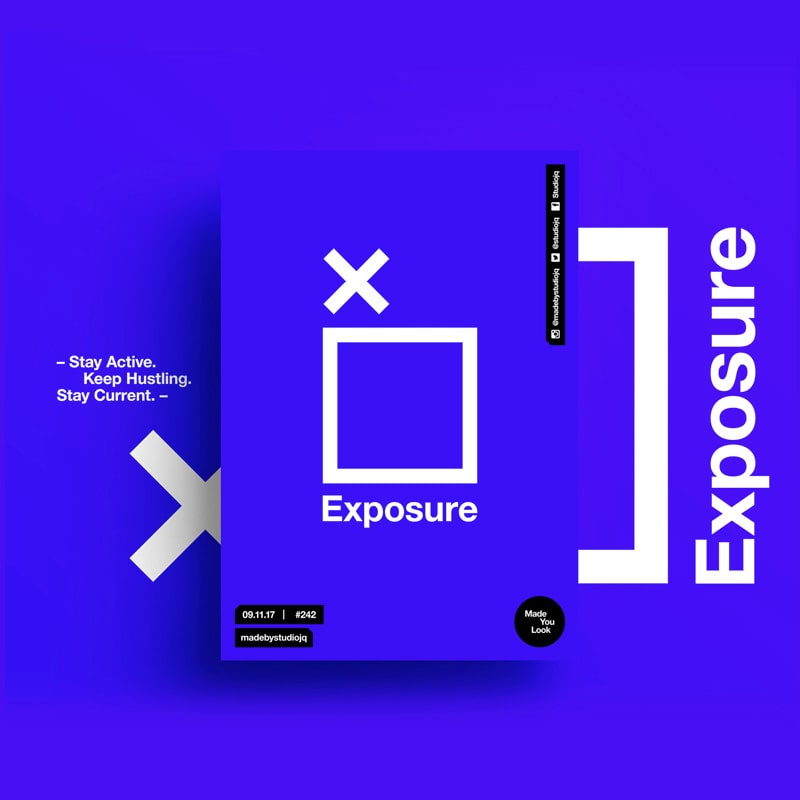 – Stay Active.
Keep Hustling.
Stay Current. –
@madebystudiojq @studiojq Studiojq
Exposure
09.11.17 | #242
madebystudiojq
Made
You
Look
Exposure